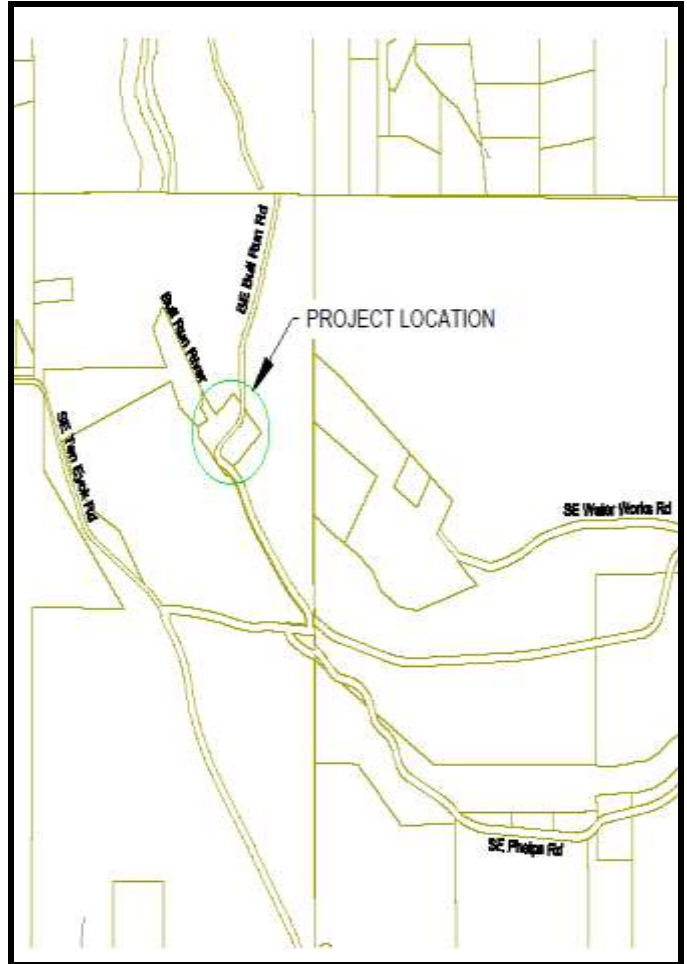 SE Bull Run Rd
Bull Run River
PROJECT LOCATION
SE Ten Eyck Rd
SE Water Works Rd
SE Phelps Rd